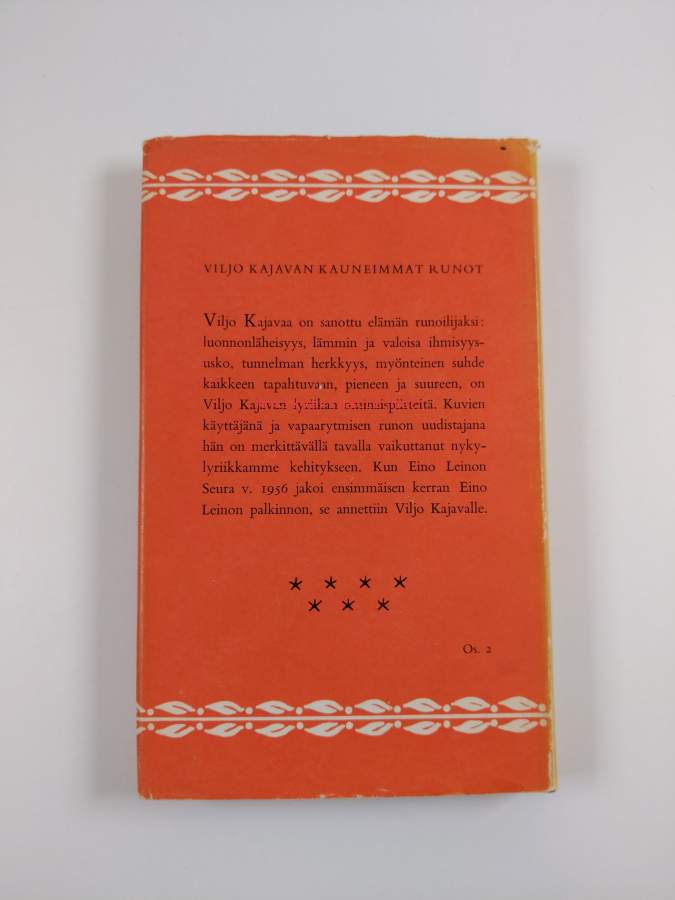 VILJO KAJAVAN KAUNEIMMAT RUNOT
Viljo Kajavaa on sanottu elämän runoilijaksi:
luonnonläheisyys, lämmin ja valoisa ihmisyys-
usko, tunnelman herkkyys, myönteinen suhde
kaikkeen tapahtuvaan, pieneen ja suureen, on
Viljo Kajavan lyriikan ominaispiirteitä. Kuvien
käyttäjänä ja vapaarytmisen runon uudistajana
hän on merkittävällä tavalla vaikuttanut nyky-
lyriikkamme kehitykseen. Kun Eino Leinon
Seura v. 1956 jakoi ensimmäisen kerran Eino
Leinon palkinnon, se annettiin Viljo Kajavalle.
Os. 2